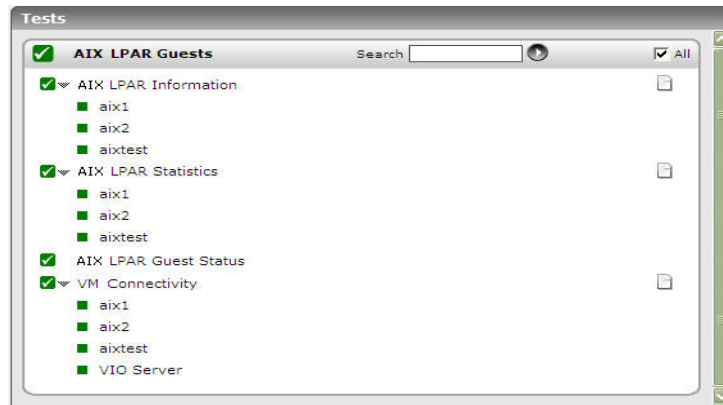 Tests
AIX LPAR Guests Search All
AIX LPAR Information
aix1
aix2
aixtest
AIX LPAR Statistics
aix1
aix2
aixtest
AIX LPAR Guest Status
VM Connectivity
aix1
aix2
aixtest
VIO Server